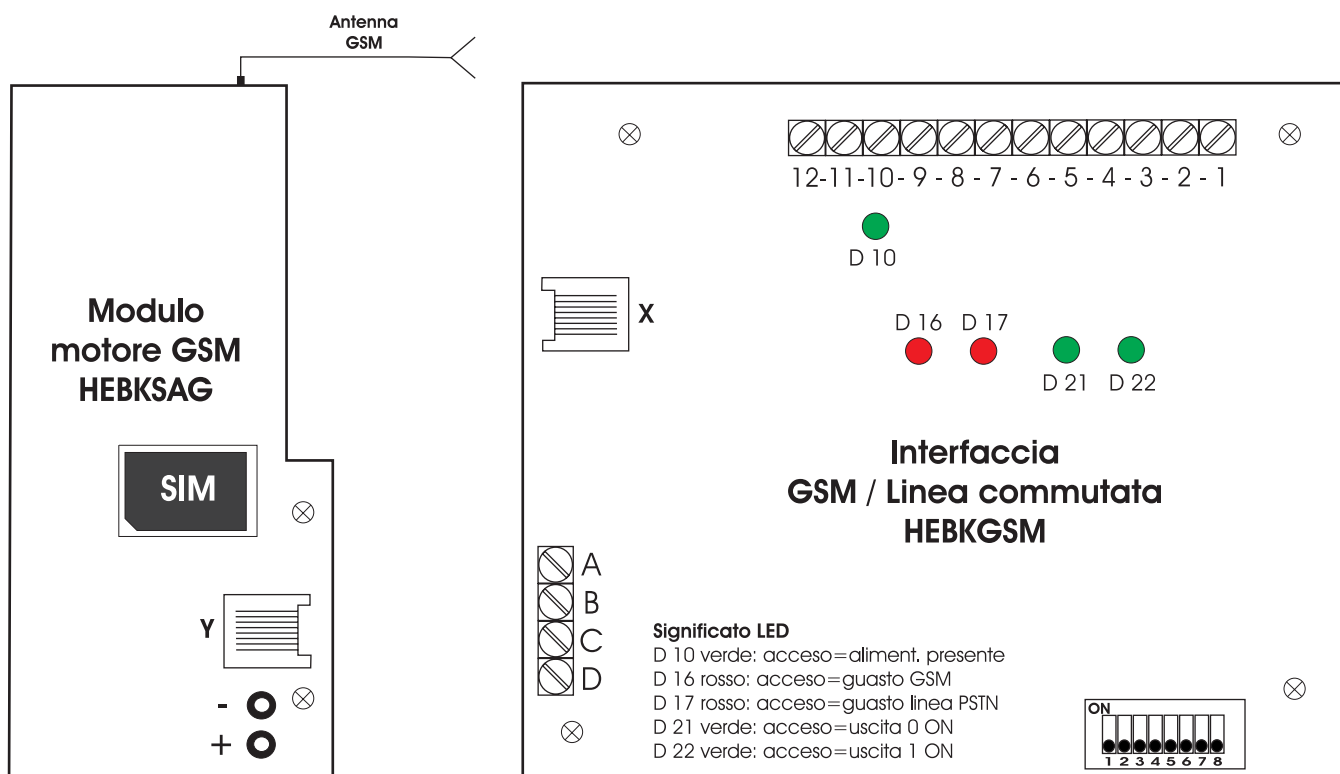 Antenna
GSM
Modulo
motore GSM
HEBKSAG
SIM
Y
-
+
12-11-10- 9 - 8 - 7 - 6 - 5 - 4 - 3 - 2 - 1
D 10
X
D 16 D 17
D 21 D 22
Interfaccia
GSM / Linea commutata
HEBKGSM
A
B
C
D
Significato LED
D 10 verde: acceso=aliment. presente
D 16 rosso: acceso=guasto GSM
D 17 rosso: acceso=guasto linea PSTN
D 21 verde: acceso=uscita 0 ON
D 22 verde: acceso=uscita 1 ON
ON
1 2 3 4 5 6 7 8